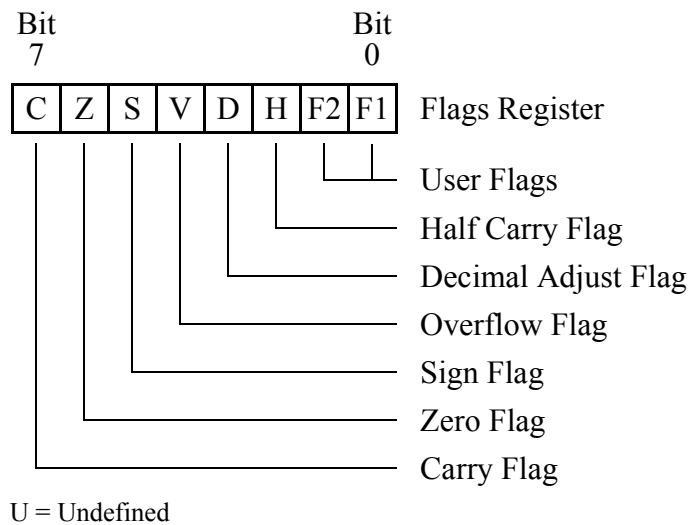 Bit Bit
7 0
C Z S V D H F2 F1 Flags Register
User Flags
Half Carry Flag
Decimal Adjust Flag
Overflow Flag
Sign Flag
Zero Flag
Carry Flag
U = Undefined